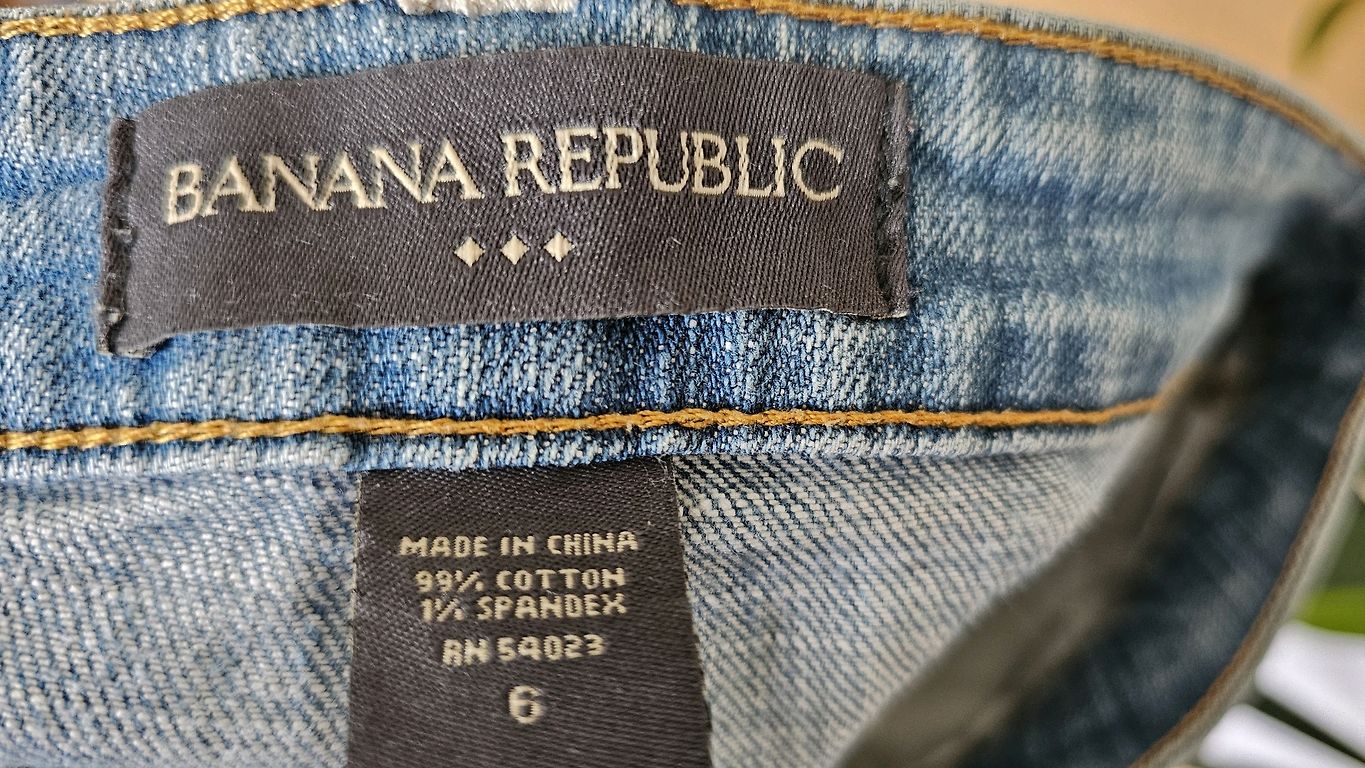 BANANA REPUBLIC
MADE IN CHINA
99% COTTON
1% SPANDEX
RN 54023
6